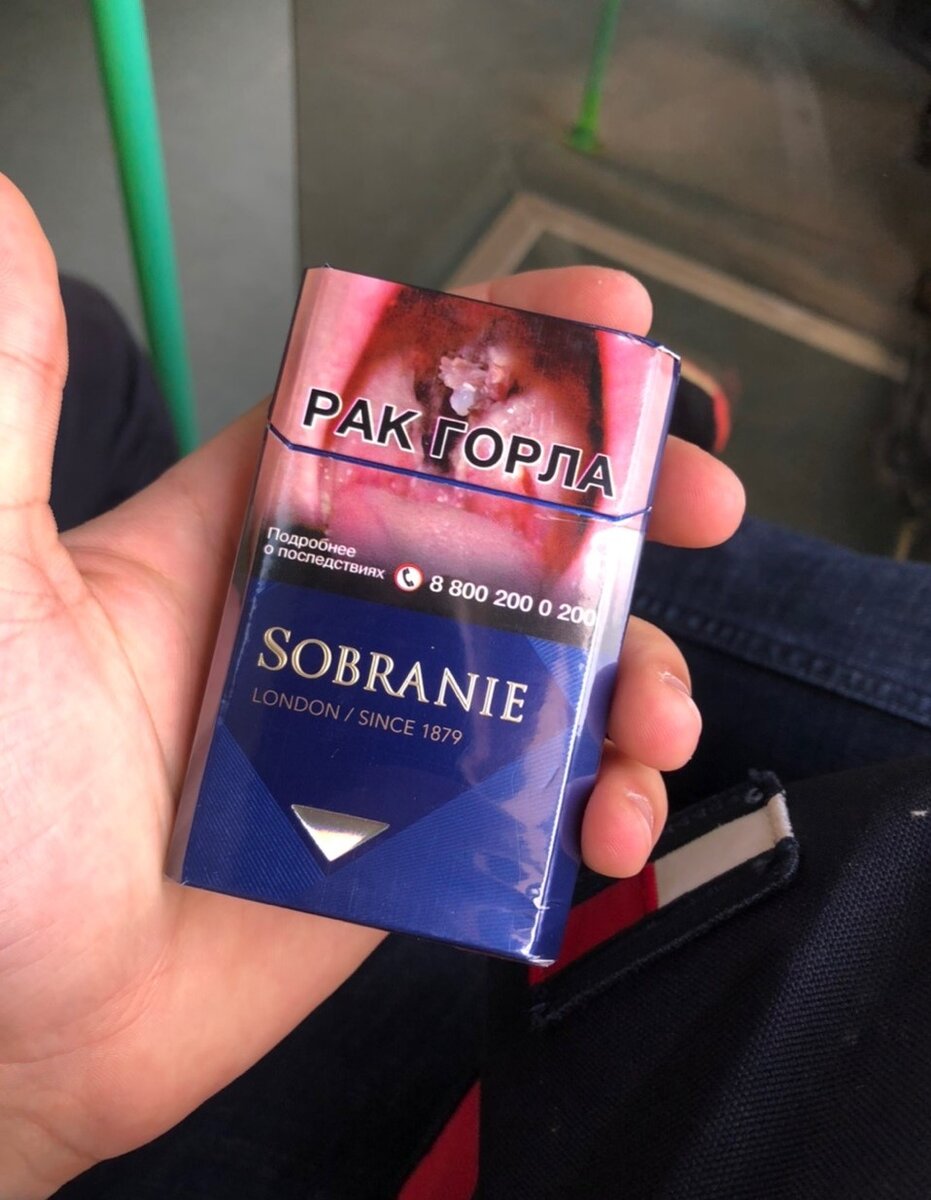 РАК ГОРЛА
Подробнее
о последствиях 8 800 200 0 200
SOBRANIE
LONDON / SINCE 1879